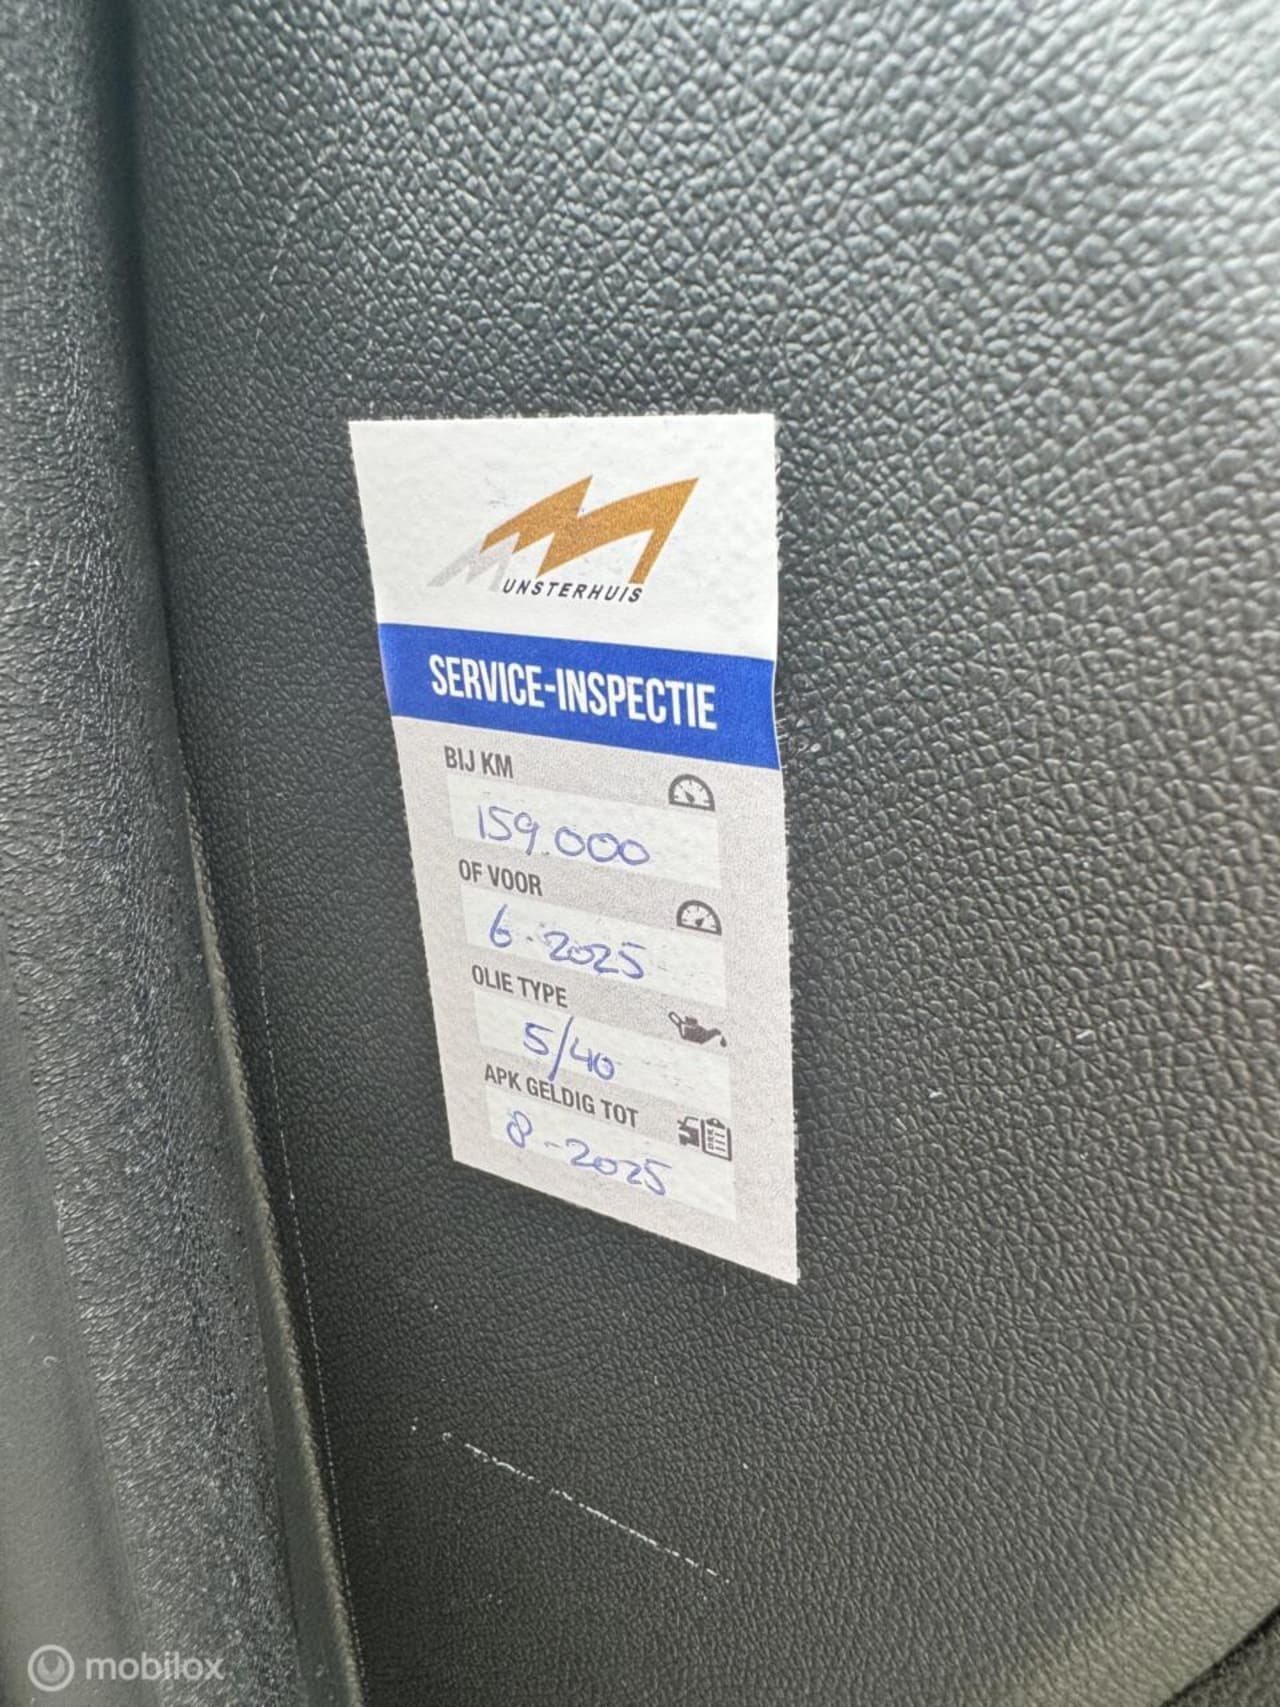 MUNSTERHUIS
SERVICE-INSPECTIE
BIJ KM
159.000
OF VOOR
6-2025
OLIE TYPE
5/40
APK GELDIG TOT
8-2025
mobilox